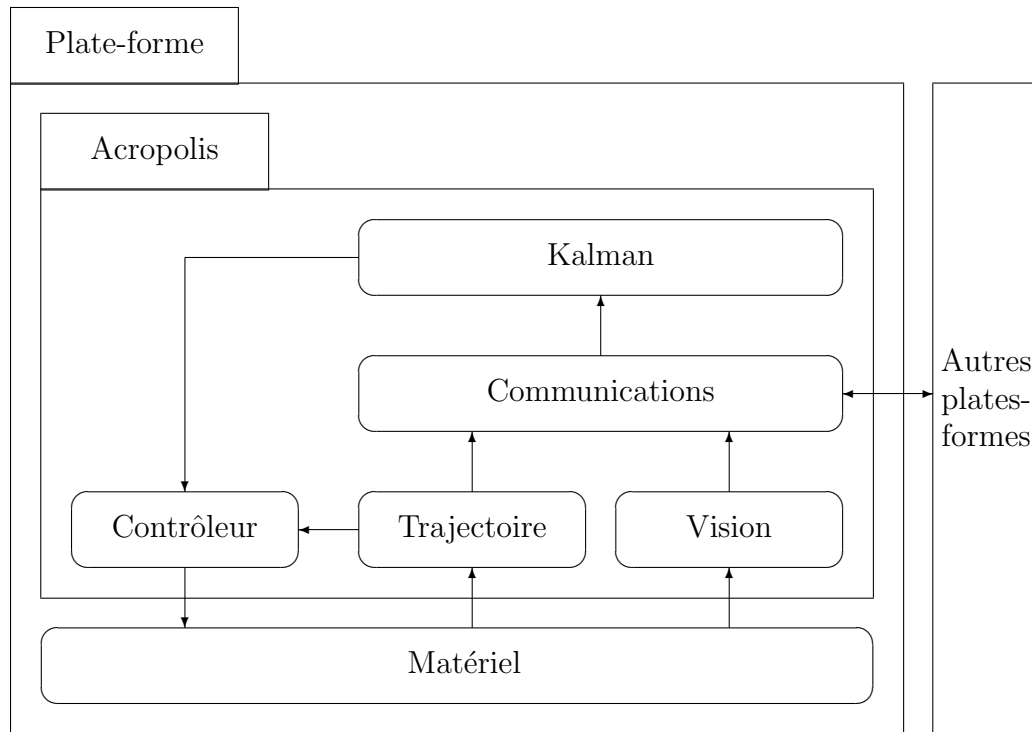 Plate-forme
Acropolis
Kalman
Communications
Autres
plates-
formes
Contrôleur
Trajectoire
Vision
Matériel